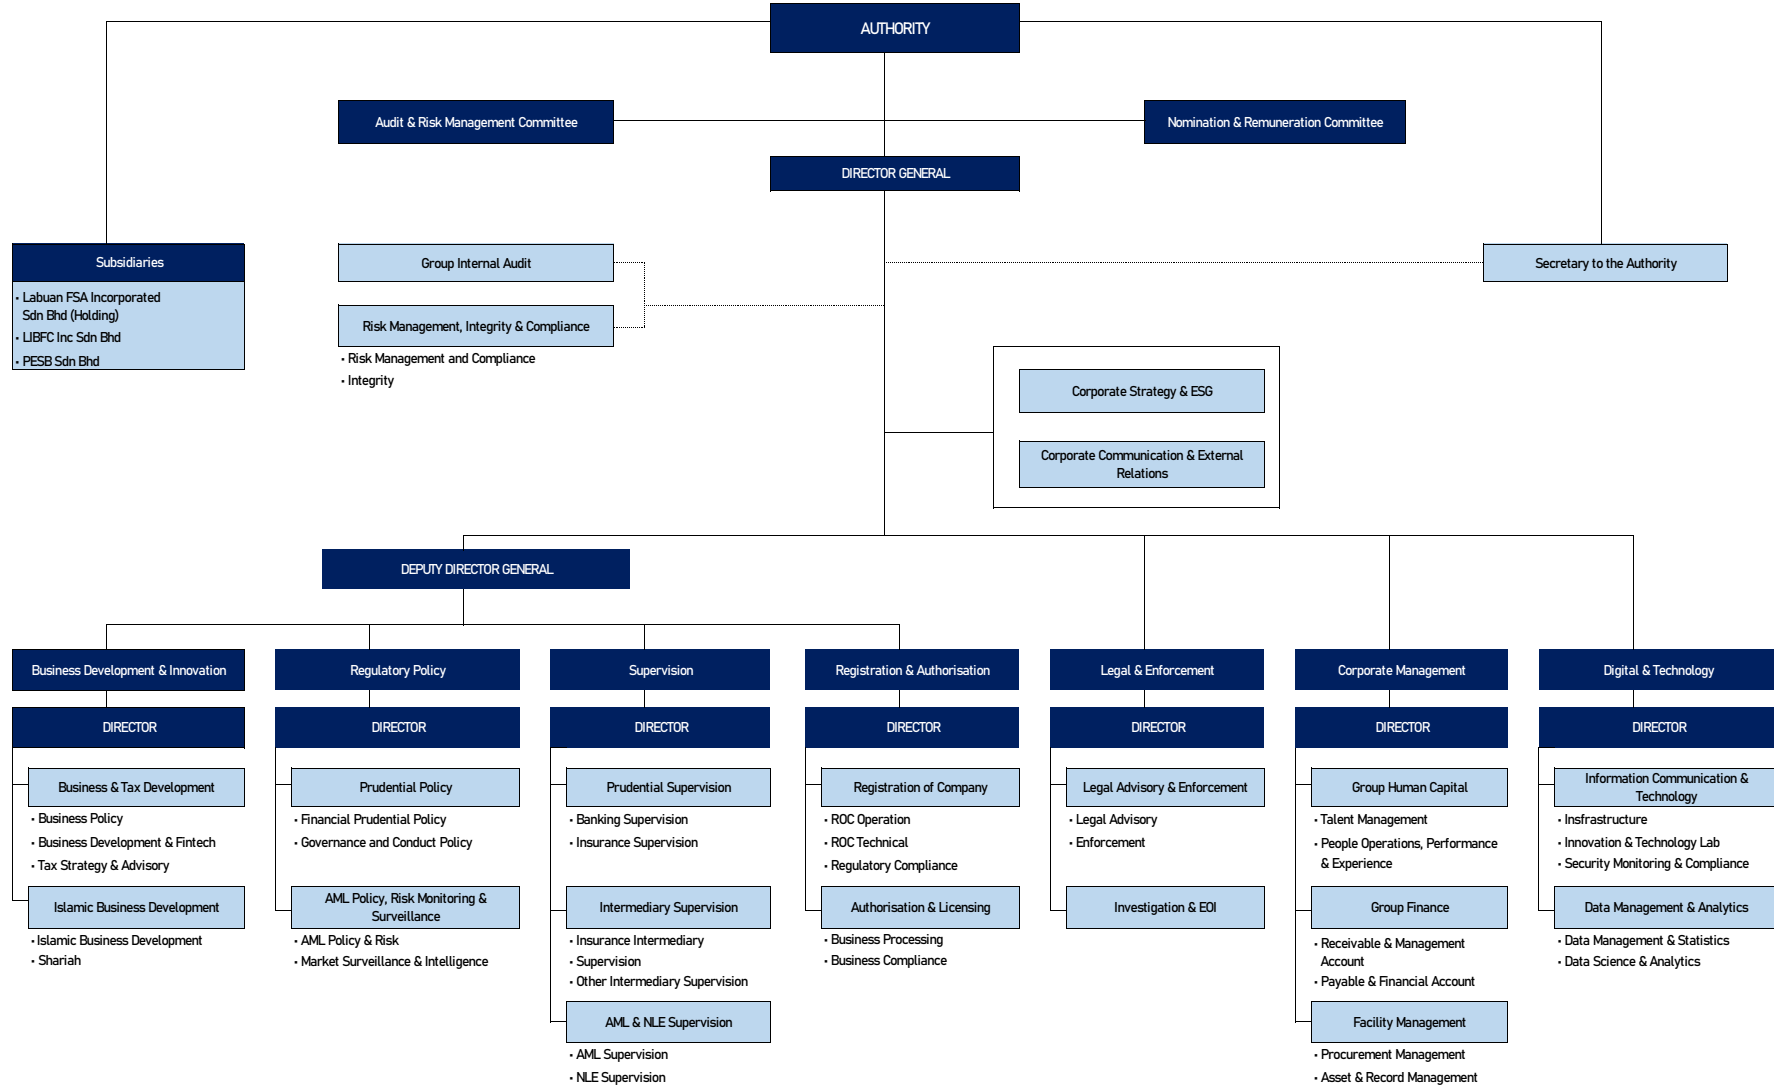 AUTHORITY
Audit & Risk Management Committee
Nomination & Remuneration Committee
DIRECTOR GENERAL
Subsidiaries
• Labuan FSA Incorporated
Sdn Bhd (Holding)
• LIBFC Inc Sdn Bhd
• PESB Sdn Bhd
Group Internal Audit
Risk Management, Integrity & Compliance
• Risk Management and Compliance
• Integrity
Secretary to the Authority
Corporate Strategy & ESG
Corporate Communication & External
Relations
DEPUTY DIRECTOR GENERAL
Business Development & Innovation
DIRECTOR
Business & Tax Development
• Business Policy
• Business Development & Fintech
• Tax Strategy & Advisory
Islamic Business Development
• Islamic Business Development
• Shariah
Regulatory Policy
DIRECTOR
Prudential Policy
• Financial Prudential Policy
• Governance and Conduct Policy
AML Policy, Risk Monitoring &
Surveillance
• AML Policy & Risk
• Market Surveillance & Intelligence
Supervision
DIRECTOR
Prudential Supervision
• Banking Supervision
• Insurance Supervision
Intermediary Supervision
• Insurance Intermediary
• Supervision
• Other Intermediary Supervision
AML & NLE Supervision
• AML Supervision
• NLE Supervision
Registration & Authorisation
DIRECTOR
Registration of Company
• ROC Operation
• ROC Technical
• Regulatory Compliance
Authorisation & Licensing
• Business Processing
• Business Compliance
Legal & Enforcement
DIRECTOR
Legal Advisory & Enforcement
• Legal Advisory
• Enforcement
Investigation & EOI
Corporate Management
DIRECTOR
Group Human Capital
• Talent Management
• People Operations, Performance
& Experience
Group Finance
• Receivable & Management
Account
• Payable & Financial Account
Facility Management
• Procurement Management
• Asset & Record Management
Digital & Technology
DIRECTOR
Information Communication &
Technology
• Insfrastructure
• Innovation & Technology Lab
• Security Monitoring & Compliance
Data Management & Analytics
• Data Management & Statistics
• Data Science & Analytics